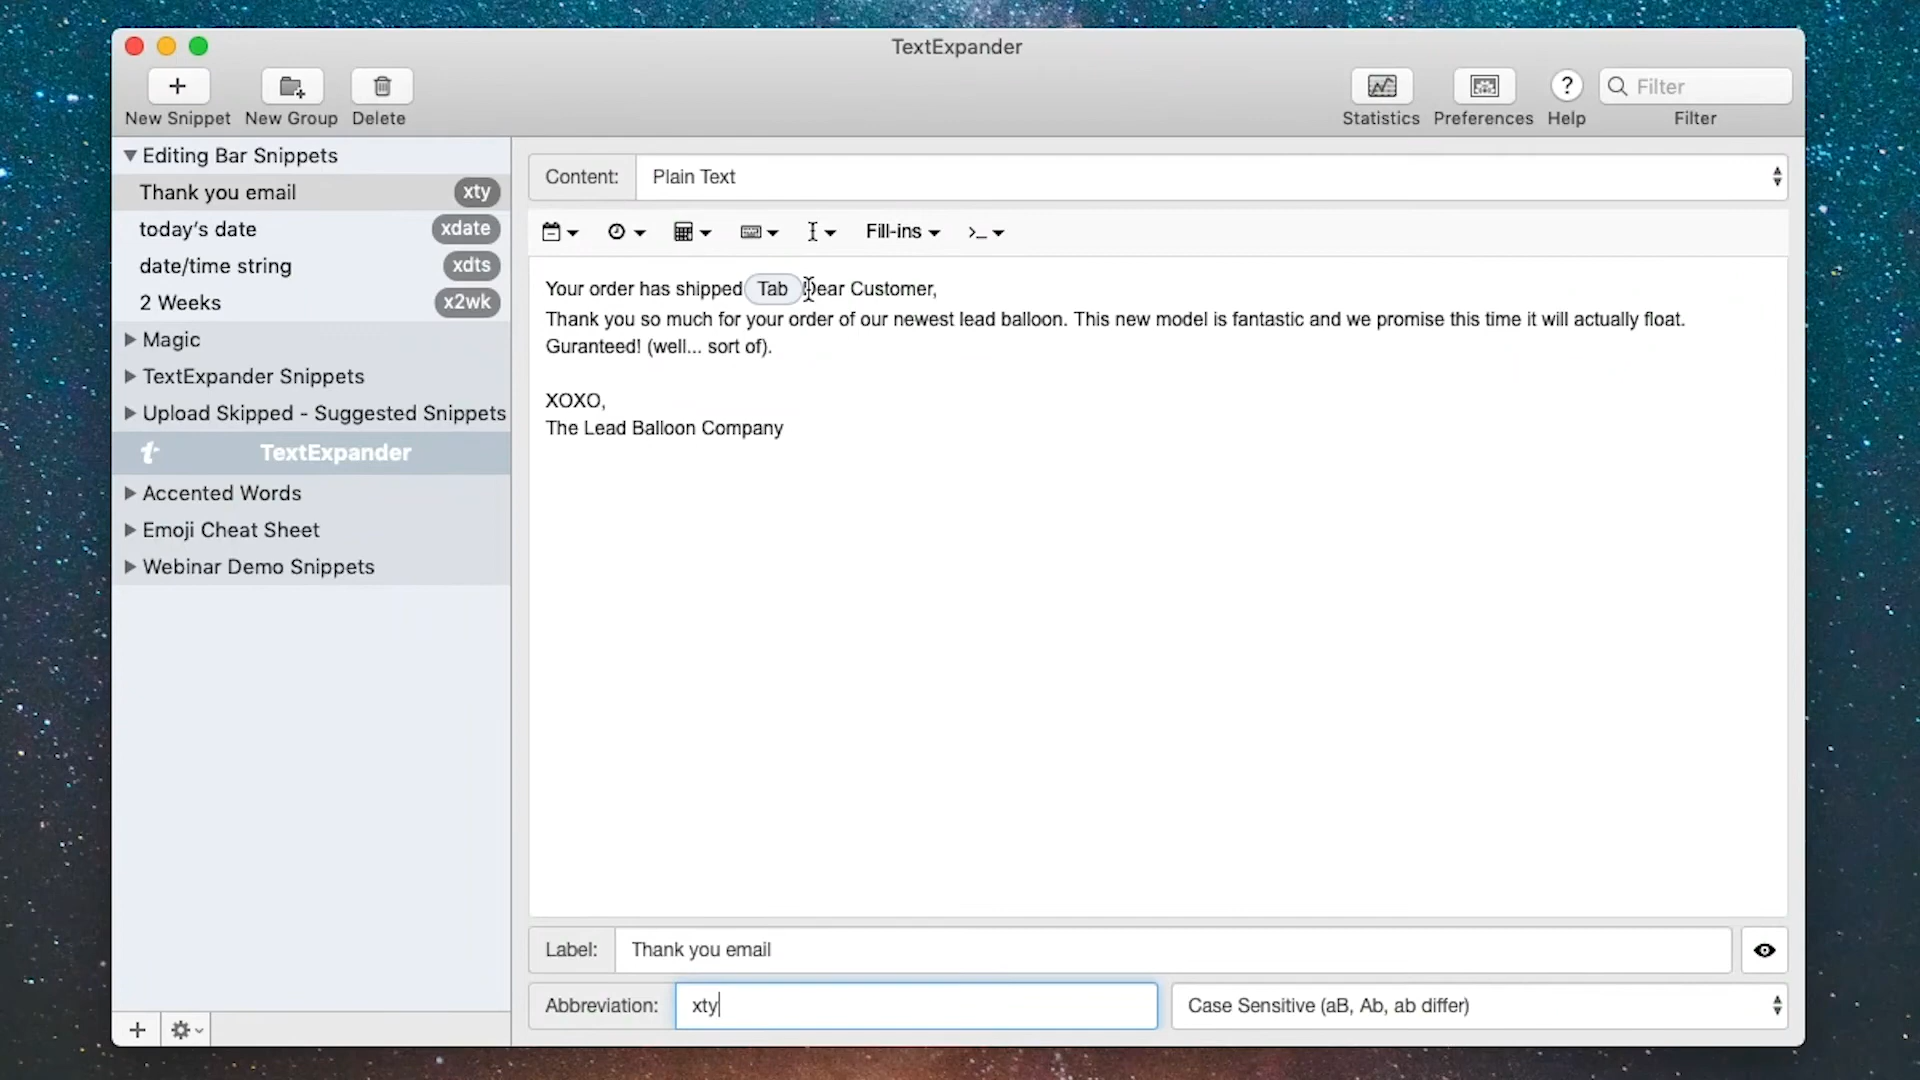 TextExpander
New Snippet New Group Delete
Statistics Preferences Help Filter
Filter
Editing Bar Snippets
Thank you email xty
today's date xdate
date/time string xdts
2 Weeks x2wk
Magic
TextExpander Snippets
Upload Skipped - Suggested Snippets
TextExpander
Accented Words
Emoji Cheat Sheet
Webinar Demo Snippets
Content: Plain Text
Fill-ins
Your order has shipped Tab Dear Customer,
Thank you so much for your order of our newest lead balloon. This new model is fantastic and we promise this time it will actually float.
Guranteed! (well... sort of).
XOXO,
The Lead Balloon Company
Label: Thank you email
Abbreviation: xty Case Sensitive (aB, Ab, ab differ)